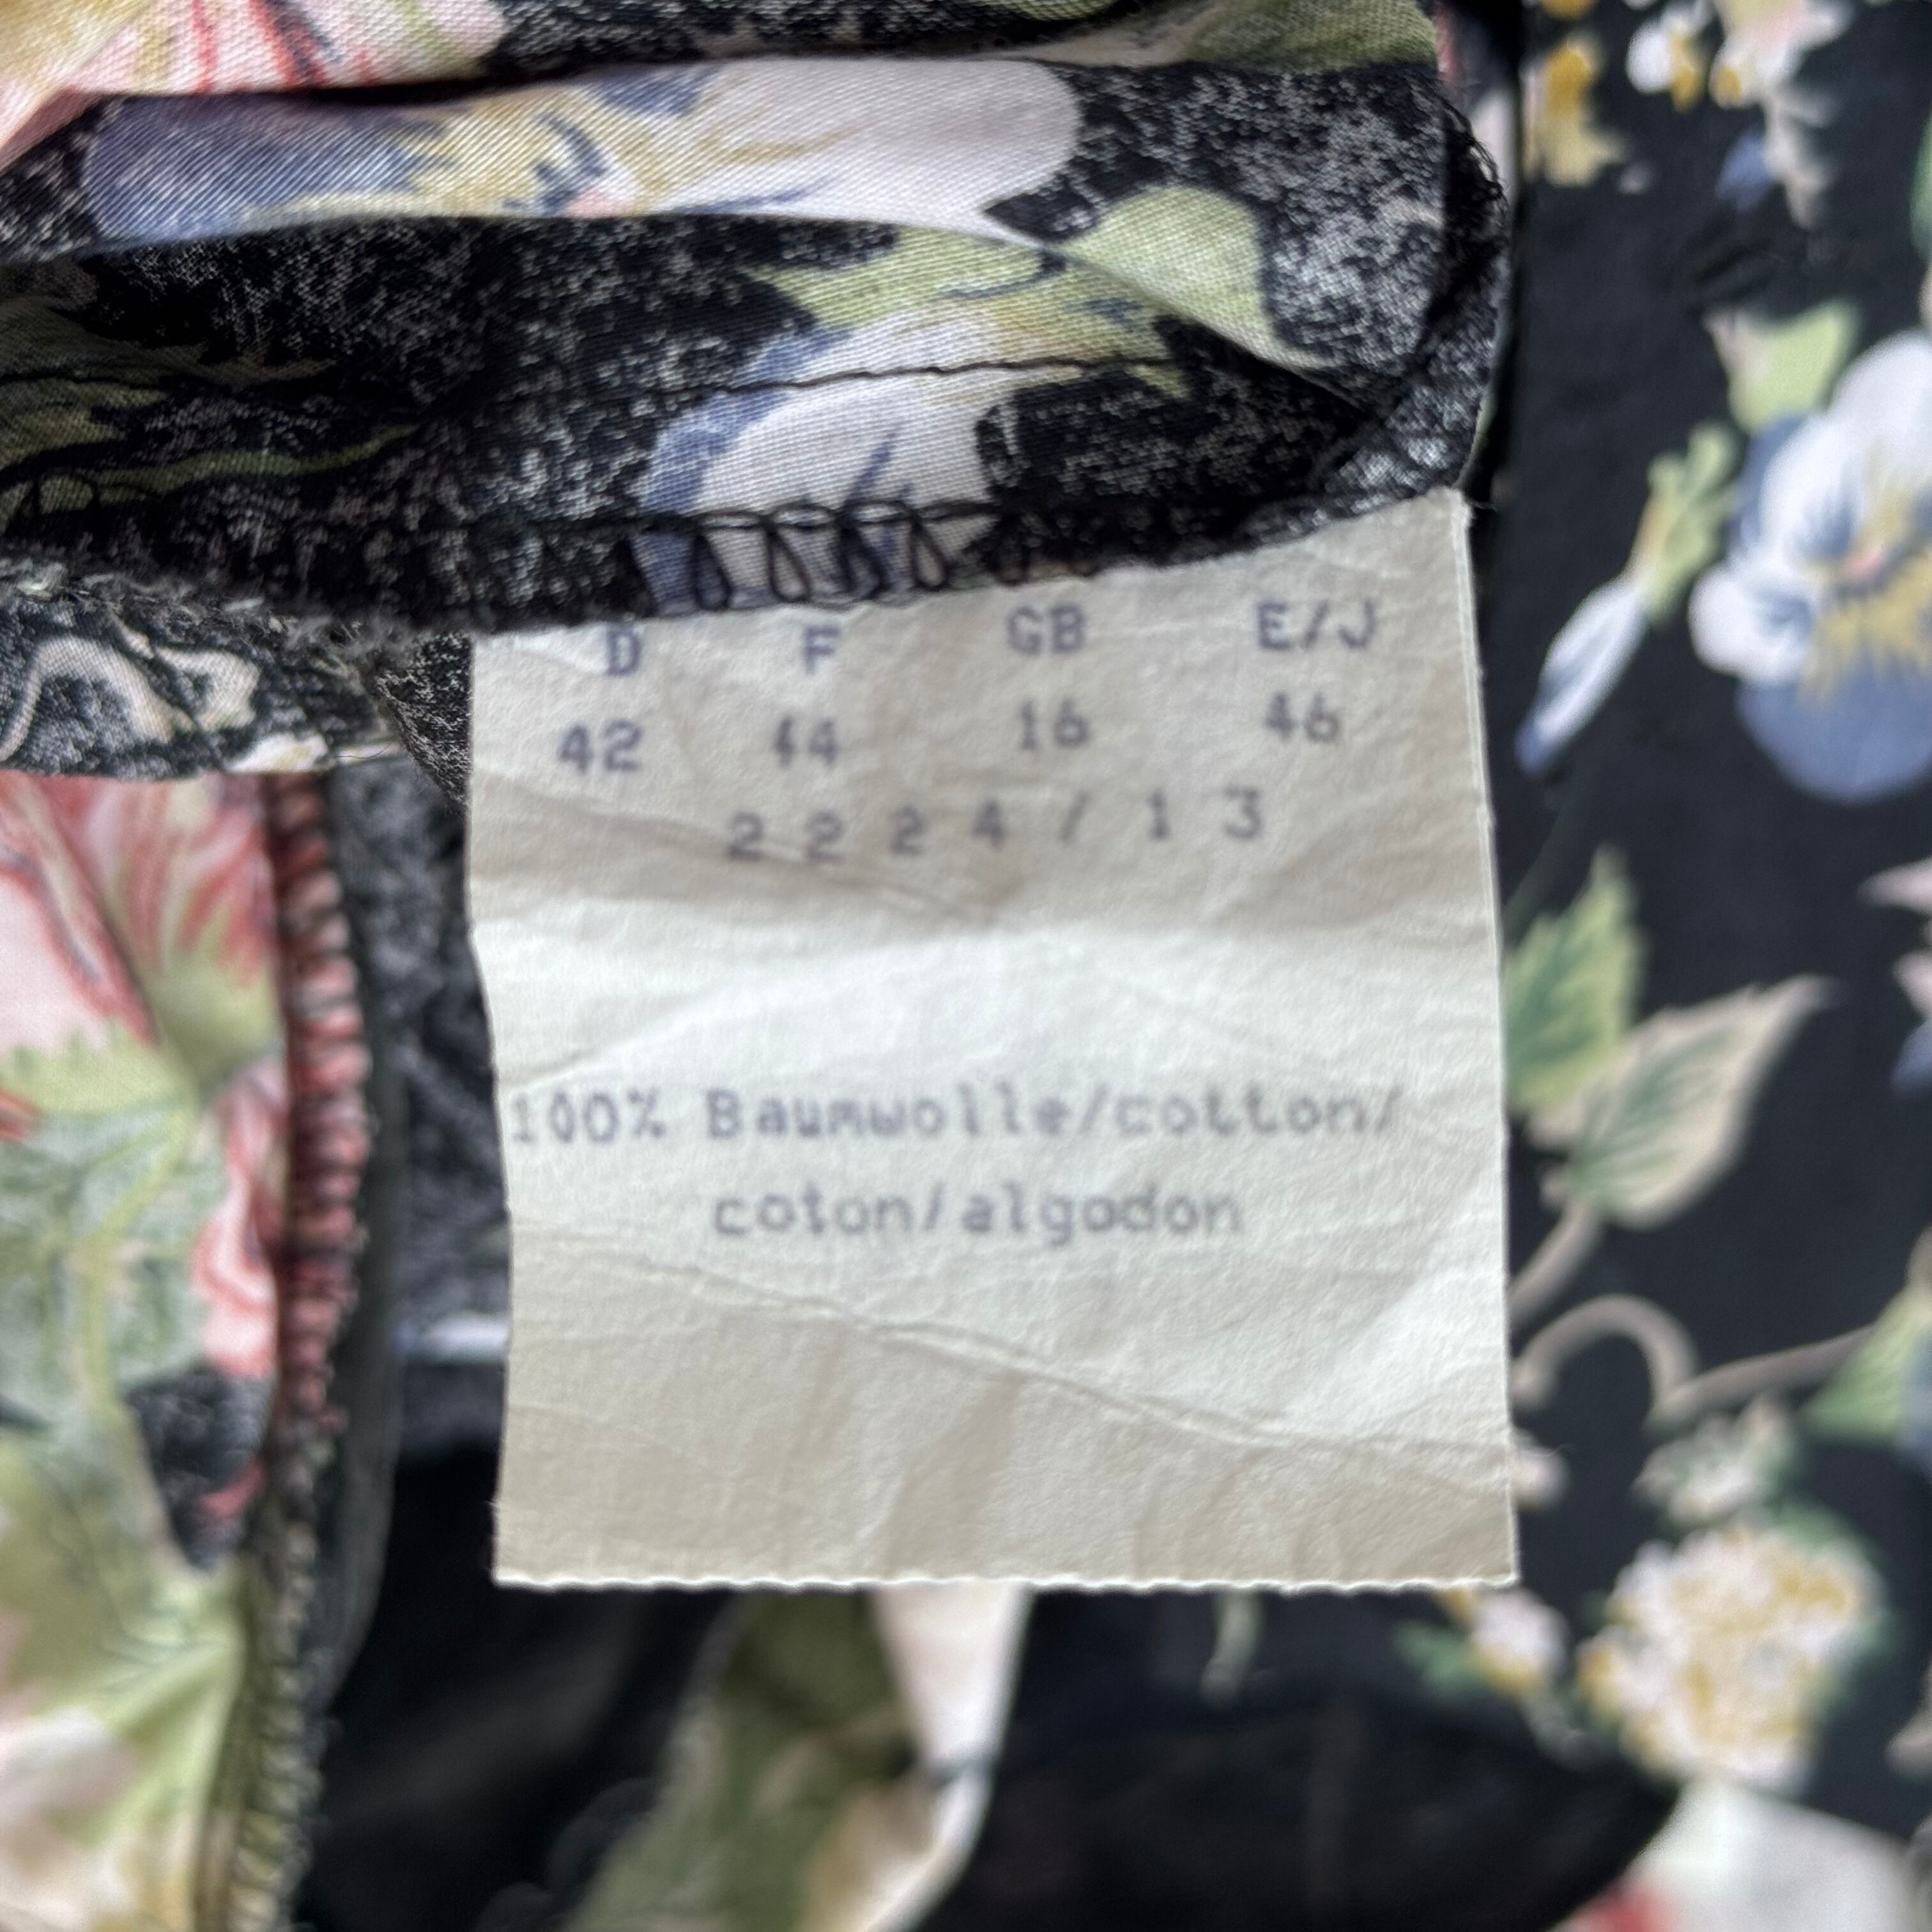 D F GB E/J
42 44 16 46
2224/13
100% Baumwolle/cotton/
coton/algodon